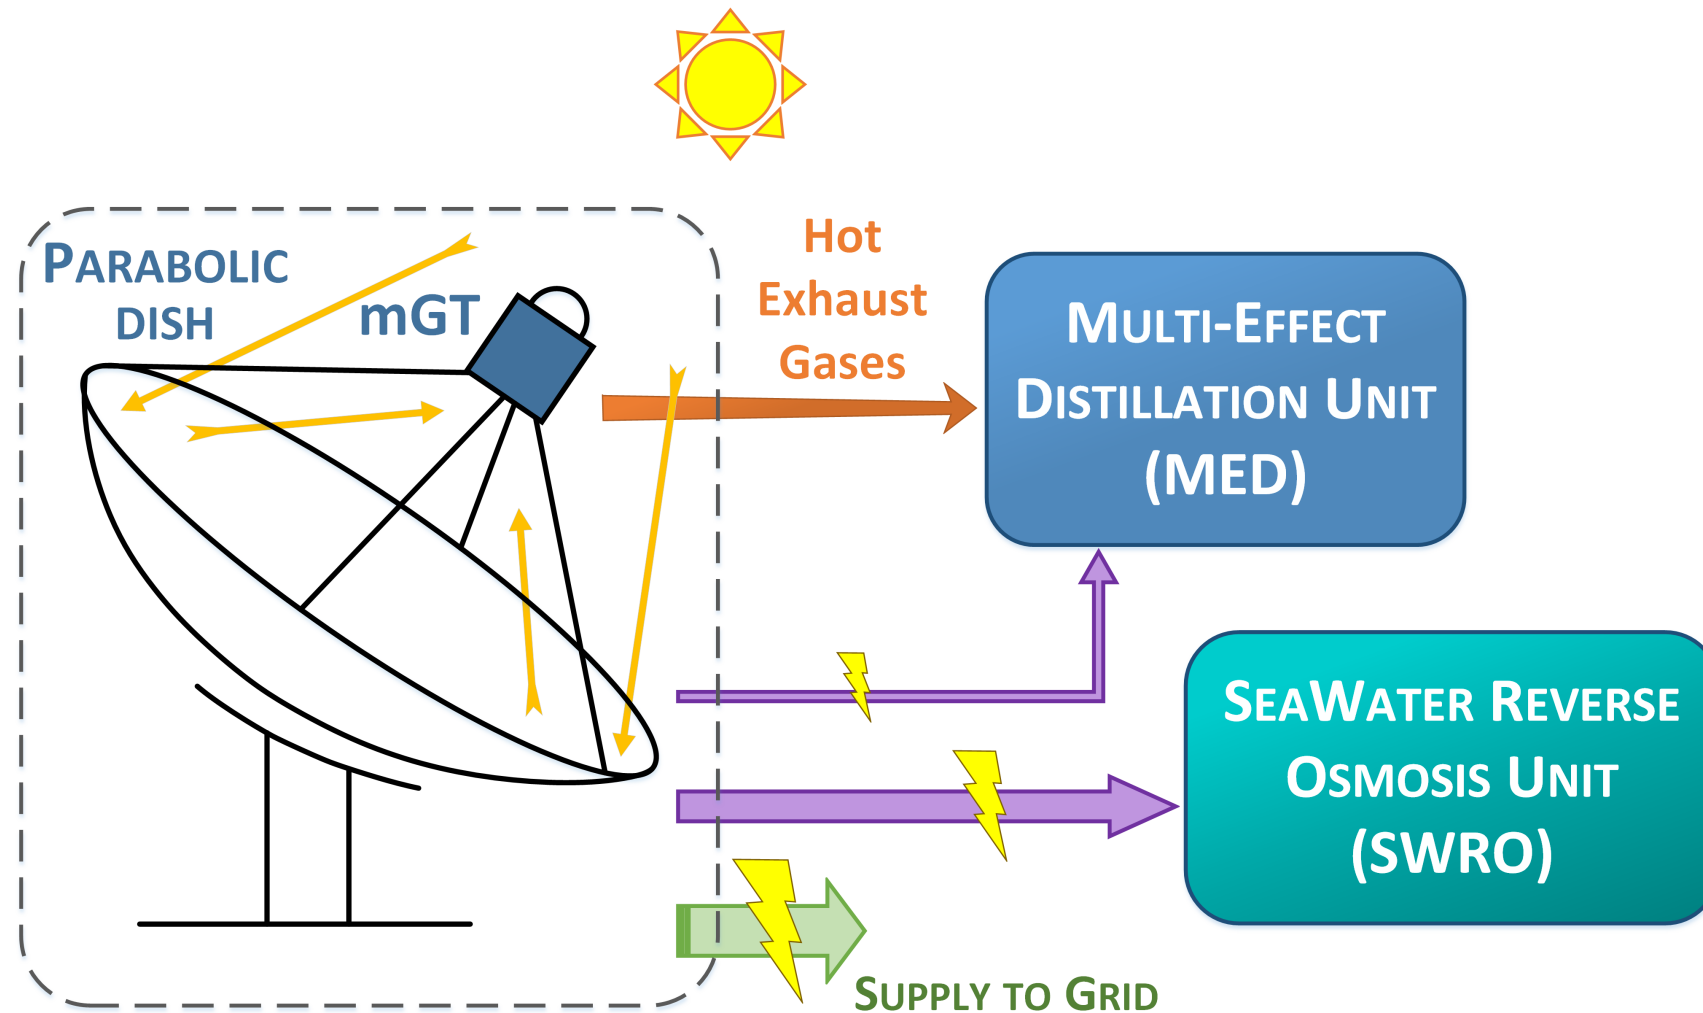 PARABOLIC
DISH
mGT
Hot
Exhaust
Gases
MULTI-EFFECT
DISTILLATION UNIT
(MED)
SEAWATER REVERSE
OSMOSIS UNIT
(SWRO)
SUPPLY TO GRID